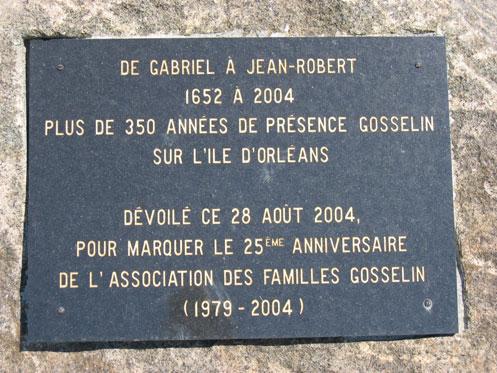 DE GABRIEL À JEAN-ROBERT
1652 À 2004
PLUS DE 350 ANNÉES DE PRÉSENCE GOSSELIN
SUR L'ILE D'ORLÉANS
DÉVOILÉ CE 28 AOÛT 2004,
POUR MARQUER LE 25ÈME ANNIVERSAIRE
DE L'ASSOCIATION DES FAMILLES GOSSELIN
(1979-2004)